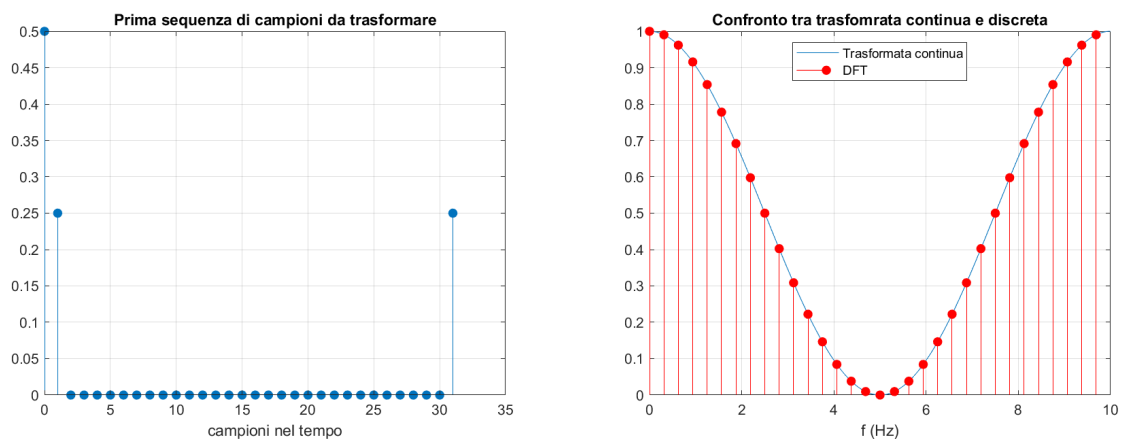 Prima sequenza di campioni da trasformare
0.5
0.45
0.4
0.35
0.3
0.25
0.2
0.15
0.1
0.05
0
0 5 10 15 20 25 30 35
campioni nel tempo
Confronto tra trasfomrata continua e discreta
Trasformata continua
DFT
1
0.9
0.8
0.7
0.6
0.5
0.4
0.3
0.2
0.1
0
0 2 4 6 8 10
f (Hz)